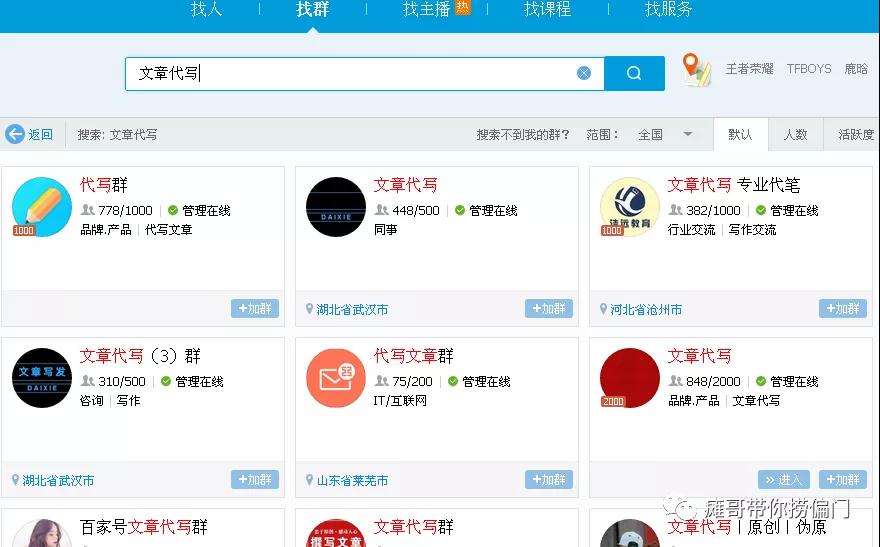 找人
找群
找主播 热
找课程
找服务
文章代写
王者荣耀 TFBOYS 鹿晗
返回
搜索: 文章代写
搜索不到我的群?
范围: 全国
默认
人数
活跃度
代写群
778/1000 管理在线
品牌.产品 代写文章
1000
+加群
文章代写
448/500 管理在线
同事
DAIXIE
湖北省武汉市
+加群
文章代写 专业代笔
382/1000 管理在线
行业交流 写作交流
1000
河北省沧州市
+加群
文章代写(3)群
310/500 管理在线
咨询 写作
文章写发
DAIXIE
湖北省武汉市
+加群
代写文章群
75/200 管理在线
IT/互联网
山东省莱芜市
+加群
文章代写
848/2000 管理在线
品牌.产品 文章代写
2000
进入
+加群
百家号文章代写群
文章代写群
撰写文章
文章代写丨原创丨伪原
瘫哥带你捞偏门